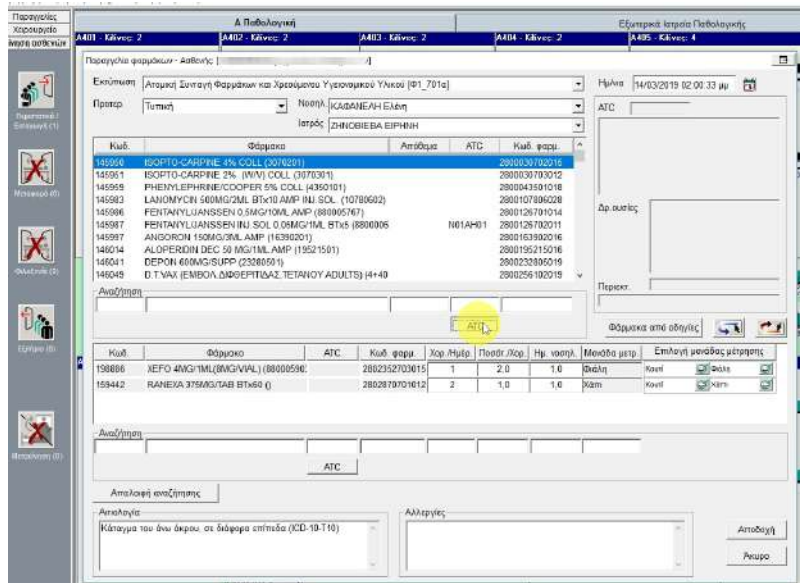 Παραγγελίες
Χειρουργείο
Κίνηση ασθενών
Α Παθολογική
Εξωτερικά Ιατρεία Παθολογικής
Α401 - Κλίνες: 2
Α402 - Κλίνες: 2
Α403 - Κλίνες: 2
Α404 - Κλίνες: 2
Α405 - Κλίνες: 4
Παραγγελία φαρμάκων - Ασθενής: [
Εκτύπωση Ατομική Συνταγή Φαρμάκων και Χρεούμενου Υγειονομικού Υλικού (Φ1_701α)
Ημ/νια 14/03/2019 02:00:33 μμ
Προτερ Τυπική
Νοσηλ. ΚΑΦΑΝΕΛΗ Ελένη
ATC
Ιατρός ΖΗΝΟΒΙΕΒΑ ΕΙΡΗΝΗ
Κωδ. Φάρμακο Απόθεμα ATC Κωδ. φαρμ.
145950 ISOPTO-CARPINE 4% COLL (3070201) 2800030702015
145951 ISOPTO-CARPINE 2% (W/V) COLL (3070301) 2800030703012
145959 PHENYLEPHRINE/COOPER 5% COLL (4350101) 2800043501018
145983 LANOMYCIN 500MG/2ML BTx10 AMP INJ.SOL. (10780602) 2800107806028
145986 FENTANYL/JANSSEN 0,5MG/10ML AMP (880005767) 2800126701014
145987 FENTANYL/JANSSEN INJ.SOL 0,05MG/1ML BTx5 (8800005 N01AH01 2800126702011
145997 ANGORON 150MG/3ML AMP (16390201) 2800163902016
146014 ALOPERIDIN DEC 50 MG/1ML AMP (19521501) 2800195215016
146041 DEPON 600MG/SUPP (23280501) 2800232805019
146049 D.T.VAX (ΕΜΒΟΛ.ΔΙΦΘΕΡΙΤΙΔΑΣ,ΤΕΤΑΝΟΥ ADULTS) (4+40 2800256102019
Δρ.ουσίες
Περιεκτ.
Αναζήτηση
ATC
Φάρμακα από οδηγίες
Κωδ. Φάρμακο ATC Κωδ. φαρμ. Χορ./Ημέρ. Ποσότ./Χορ. Ημ. νοσηλ. Μονάδα μετρ. Επιλογή μονάδας μέτρησης
198886 XEFO 4MG/1ML(8MG/VIAL) (88000590: 2802352703015 1 2,0 1,0 Φιάλη Κουτί Φιάλη
159442 RANEXA 375MG/TAB BTx60 () 2802870701012 2 1,0 1,0 Χάπι Κουτί Χάπι
Αναζήτηση
ATC
Απαλοιφή αναζήτησης
Αιτιολογία
Κάταγμα του άνω άκρου, σε διάφορα επίπεδα (ICD-10-T10)
Αλλεργίες
Αποδοχή
Άκυρο